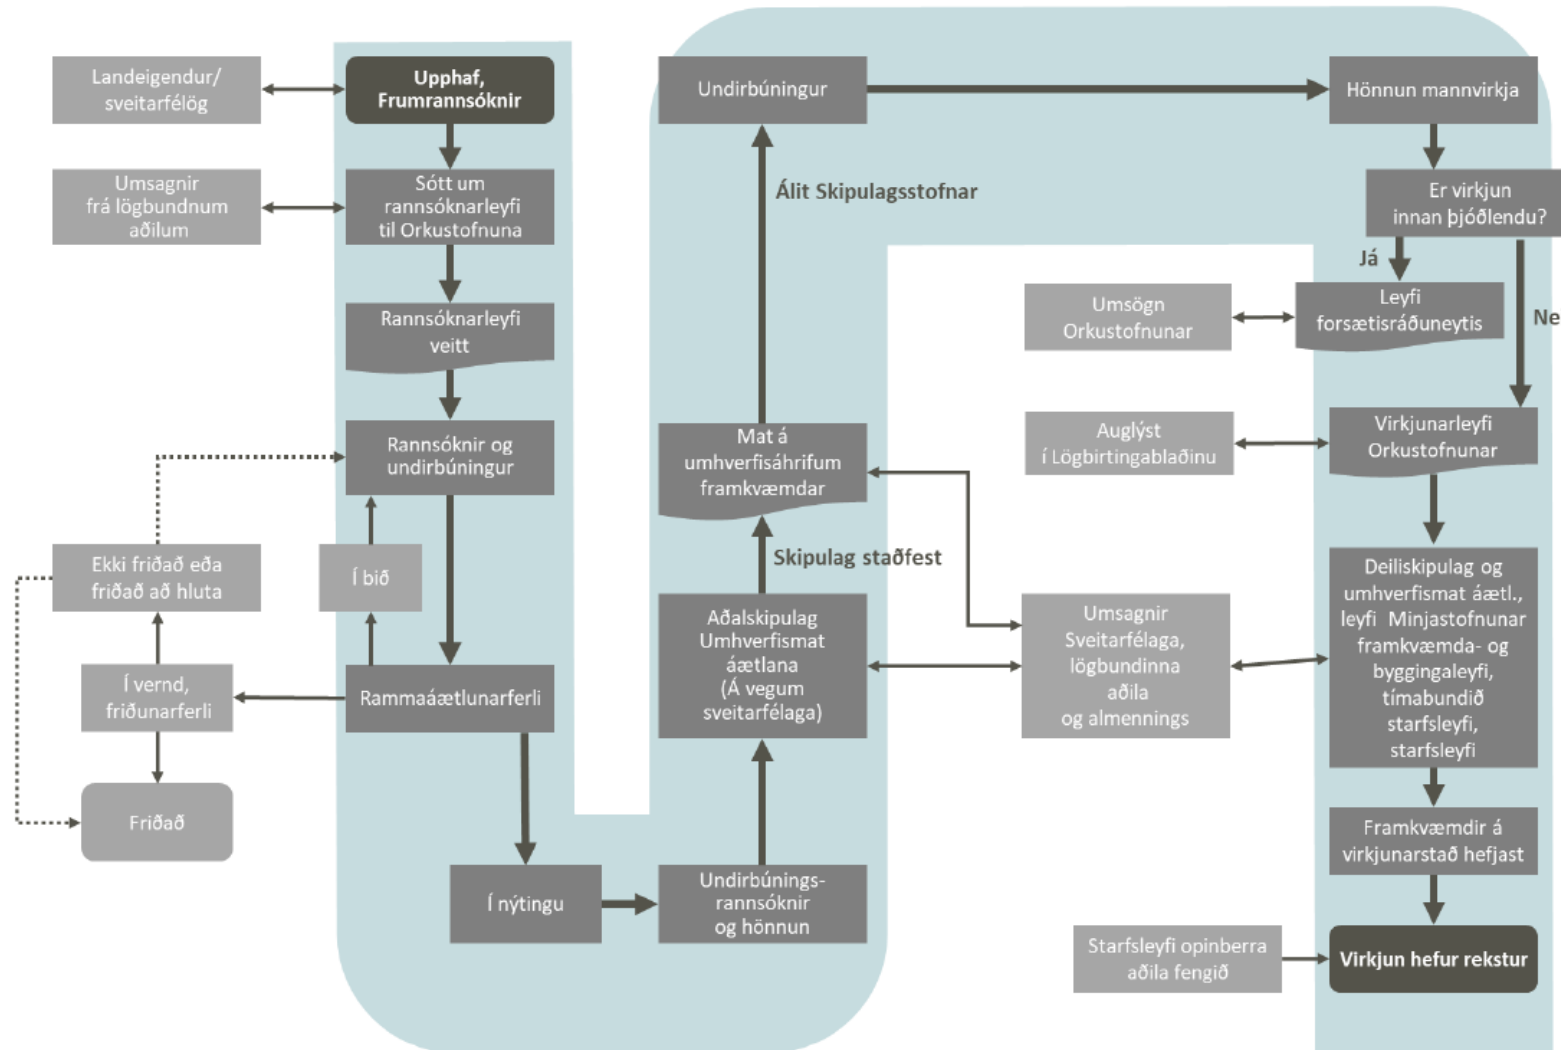 Landeigendur/
sveitarfélög
Upphaf,
Frumrannsóknir
Umsagnir
frá lögbundnum
aðilum
Sótt um
rannsóknarleyfi
til Orkustofnuna
Rannsóknarleyfi
veitt
Rannsóknir og
undirbúningur
Ekki friðað eða
friðað að hluta
Í bið
Í vernd,
friðunarferli
Rammaáætlunarferli
Friðað
Í nýtingu
Undirbúnings-
rannsóknir
og hönnun
Aðalskipulag
Umhverfismat
áætlana
(Á vegum
sveitarfélaga)
Skipulag staðfest
Mat á
umhverfisáhrifum
framkvæmdar
Álit Skipulagsstofnar
Undirbúningur
Hönnun mannvirkja
Er virkjun
innan þjóðlendu?
Já
Ne
Umsögn
Orkustofnunar
Leyfi
forsætisráðuneytis
Auglýst
í Lögbirtingablaðinu
Virkjunarleyfi
Orkustofnunar
Umsagnir
Sveitarfélaga,
lögbundinna
aðila
og almennings
Deiliskipulag og
umhverfismat áætl.,
leyfi Minjastofnunar
framkvæmda- og
byggingaleyfi,
tímabundið
starfsleyfi,
starfsleyfi
Framkvæmdir á
virkjunarstað hefjast
Starfsleyfi opinberra
aðila fengið
Virkjun hefur rekstur